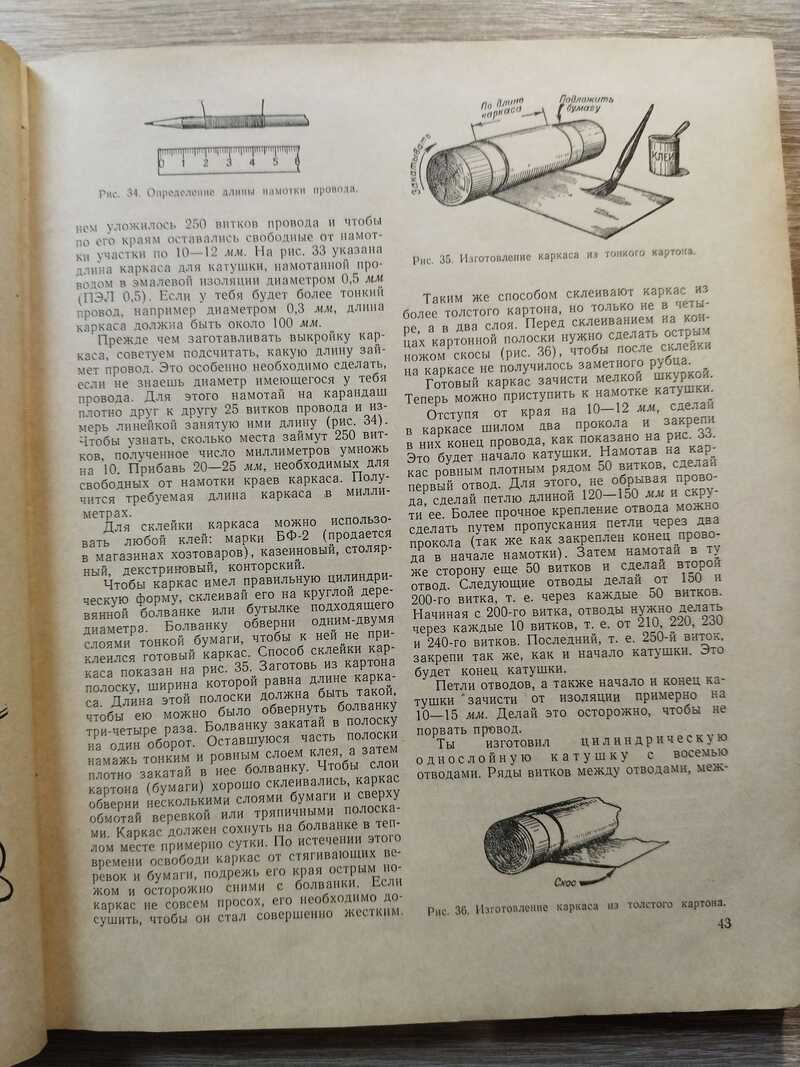 0 1 2 3 4 5 6
Рис. 34. Определение длины намотки провода.
нем уложилось 250 витков провода и чтобы
по его краям оставались свободные от намот-
ки участки по 10—12 мм. На рис. 33 указана
длина каркаса для катушки, намотанной про-
водом в эмалевой изоляции диаметром 0,5 мм
(ПЭЛ 0,5). Если у тебя будет более тонкий
провод, например диаметром 0,3 мм, длина
каркаса должна быть около 100 мм.
Прежде чем заготавливать выкройку кар-
каса, советуем подсчитать, какую длину зай-
мет провод. Это особенно необходимо сделать,
если не знаешь диаметр имеющегося у тебя
провода. Для этого намотай на карандаш
плотно друг к другу 25 витков провода и из-
мерь линейкой занятую ими длину (рис. 34).
Чтобы узнать, сколько места займут 250 вит-
ков, полученное число миллиметров умножь
на 10. Прибавь 20—25 мм, необходимых для
свободных от намотки краев каркаса. Полу-
чится требуемая длина каркаса в милли-
метрах.
Для склейки каркаса можно использо-
вать любой клей: марки БФ-2 (продается
в магазинах хозтоваров), казеиновый, столяр-
ный, декстриновый, конторский.
Чтобы каркас имел правильную цилиндри-
ческую форму, склеивай его на круглой дере-
вянной болванке или бутылке подходящего
диаметра. Болванку оберни одним-двумя
слоями тонкой бумаги, чтобы к ней не при-
клеился готовый каркас. Способ склейки кар-
каса показан на рис. 35. Заготовь из картона
полоску, ширина которой равна длине карка-
са. Длина этой полоски должна быть такой,
чтобы ею можно было обвернуть болванку
три-четыре раза. Болванку закатай в полоску
на один оборот. Оставшуюся часть полоски
намажь тонким и ровным слоем клея, а затем
плотно закатай в нее болванку. Чтобы слои
картона (бумаги) хорошо склеивались, каркас
оберни несколькими слоями бумаги и сверху
обмотай веревкой или тряпичными полоска-
ми. Каркас должен сохнуть на болванке в теп-
лом месте примерно сутки. По истечении этого
времени освободи каркас от стягивающих ве-
ревок и бумаги, подрежь его края острым но-
жом и осторожно сними с болванки. Если
каркас не совсем просох, его необходимо до-
сушить, чтобы он стал совершенно жестким.
По длине
каркаса
Подложить
бумагу
Закатывать
КЛЕЙ
Рис. 35. Изготовление каркаса из тонкого картона.
Таким же способом склеивают каркас из
более толстого картона, но только не в четы-
ре, а в два слоя. Перед склеиванием на кон-
цах картонной полоски нужно сделать острым
ножом скосы (рис. 36), чтобы после склейки
на каркасе не получилось заметного рубца.
Готовый каркас зачисти мелкой шкуркой.
Теперь можно приступить к намотке катушки.
Отступя от края на 10—12 мм, сделай
в каркасе шилом два прокола и закрепи
в них конец провода, как показано на рис. 33.
Это будет начало катушки. Намотав на кар-
кас ровным плотным рядом 50 витков, сделай
первый отвод. Для этого, не обрывая прово-
да, сделай петлю длиной 120—150 мм и скру-
ти ее. Более прочное крепление отвода можно
сделать путем пропускания петли через два
прокола (так же как закреплен конец прово-
да в начале намотки). Затем намотай в ту
же сторону еще 50 витков и сделай второй
отвод. Следующие отводы делай от 150 и
200-го витка, т. е. через каждые 50 витков.
Начиная с 200-го витка, отводы нужно делать
через каждые 10 витков, т. е. от 210, 220, 230
и 240-го витков. Последний, т. е. 250-й виток,
закрепи так же, как и начало катушки. Это
будет конец катушки.
Петли отводов, а также начало и конец ка-
тушки зачисти от изоляции примерно на
10—15 мм. Делай это осторожно, чтобы не
порвать провод.
Ты изготовил цилиндрическую
однослойную катушку с восемью
отводами. Ряды витков между отводами, меж-
Скос
Рис. 36. Изготовление каркаса из толстого картона.
43